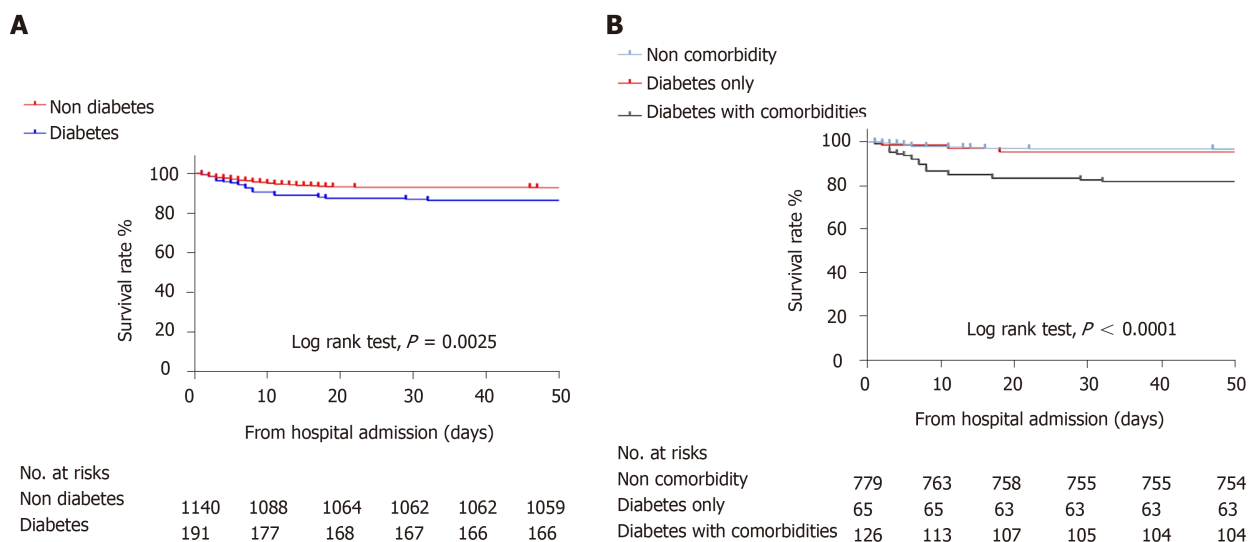 A
Non diabetes
Diabetes
Survival rate %
100
80
60
40
20
0
Log rank test, P = 0.0025
0 10 20 30 40 50
From hospital admission (days)
No. at risks
Non diabetes 1140 1088 1064 1062 1062 1059
Diabetes 191 177 168 167 166 166
B
Non comorbidity
Diabetes only
Diabetes with comorbidities
Survival rate %
100
80
60
40
20
0
Log rank test, P < 0.0001
0 10 20 30 40 50
From hospital admission (days)
No. at risks
Non comorbidity 779 763 758 755 755 754
Diabetes only 65 65 63 63 63 63
Diabetes with comorbidities 126 113 107 105 104 104